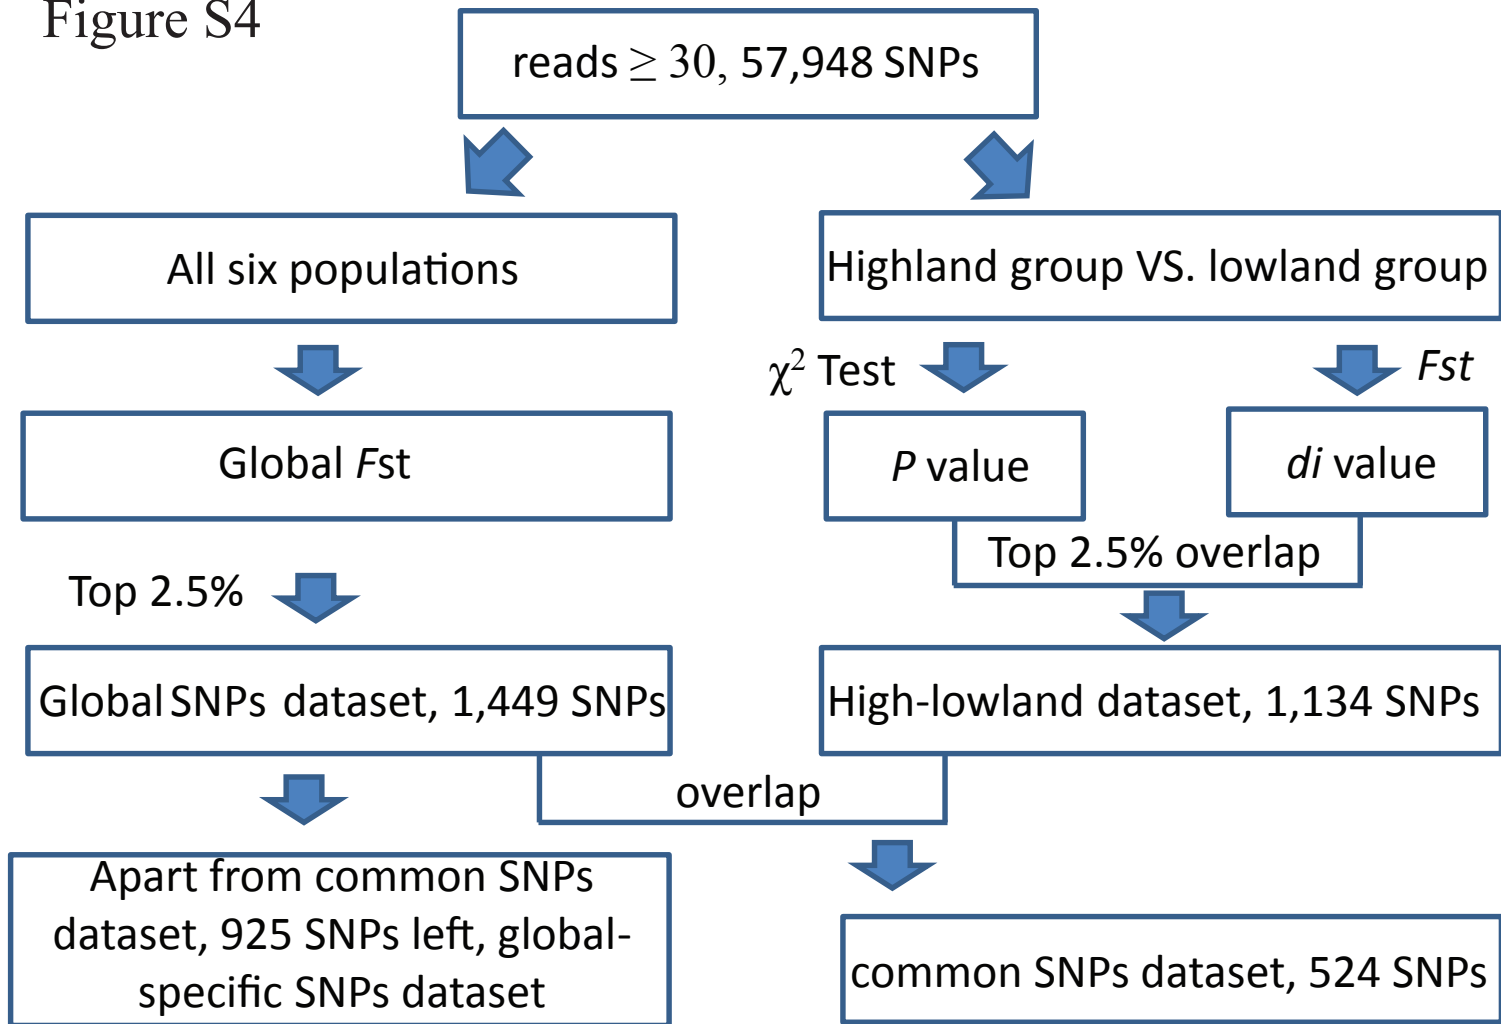 Figure S4
reads ≥ 30, 57,948 SNPs
All six populations
Highland group VS. lowland group
χ² Test
Fst
Global Fst
P value
di value
Top 2.5% overlap
Top 2.5%
Global SNPs dataset, 1,449 SNPs
High-lowland dataset, 1,134 SNPs
overlap
Apart from common SNPs
dataset, 925 SNPs left, global-
specific SNPs dataset
common SNPs dataset, 524 SNPs